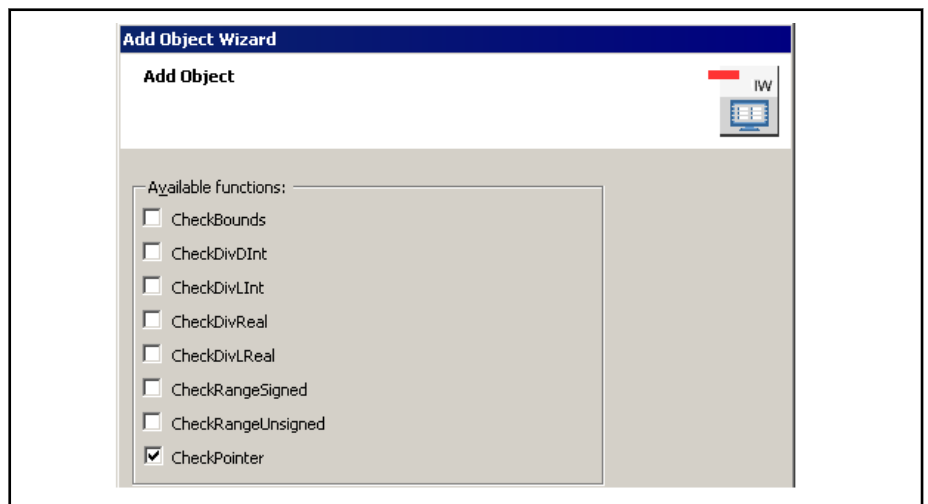 Add Object Wizard
Add Object
IW
Available functions:
CheckBounds
CheckDivDInt
CheckDivLInt
CheckDivReal
CheckDivLReal
CheckRangeSigned
CheckRangeUnsigned
CheckPointer